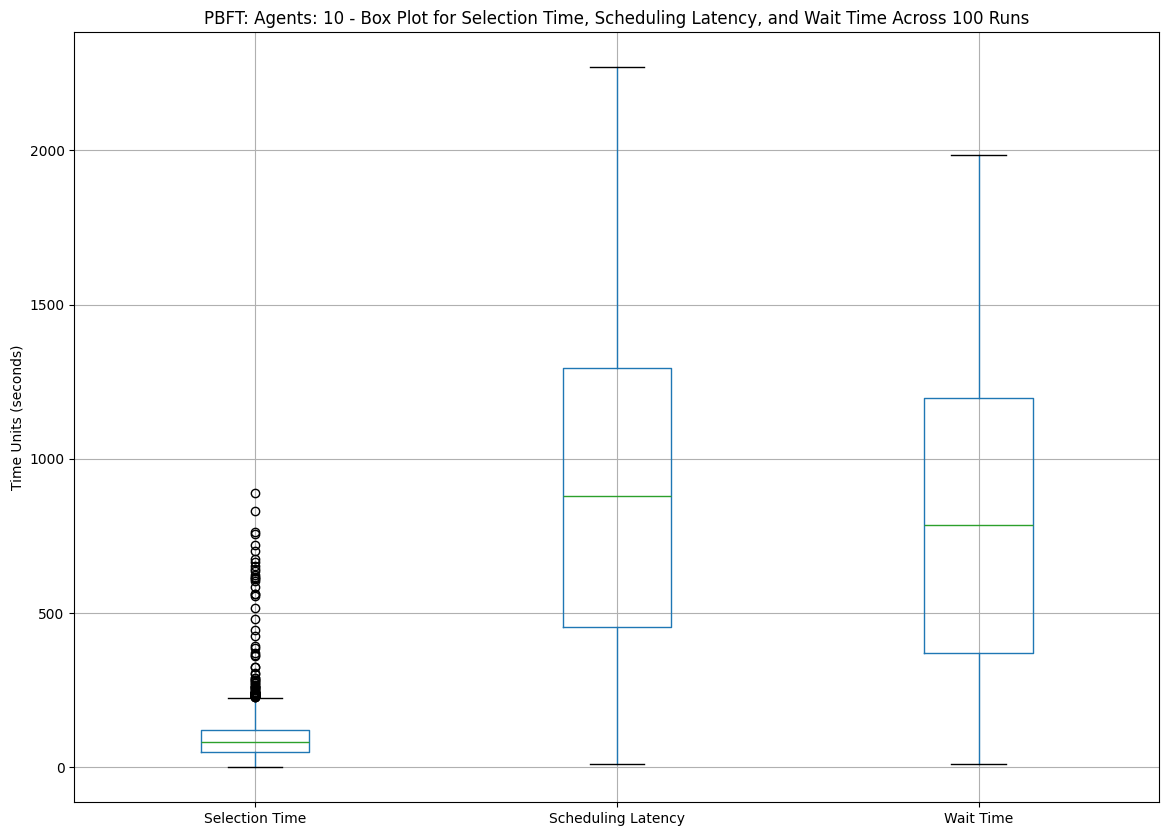 PBFT: Agents: 10 - Box Plot for Selection Time, Scheduling Latency, and Wait Time Across 100 Runs
Time Units (seconds)
2000
1500
1000
500
0
Selection Time
Scheduling Latency
Wait Time